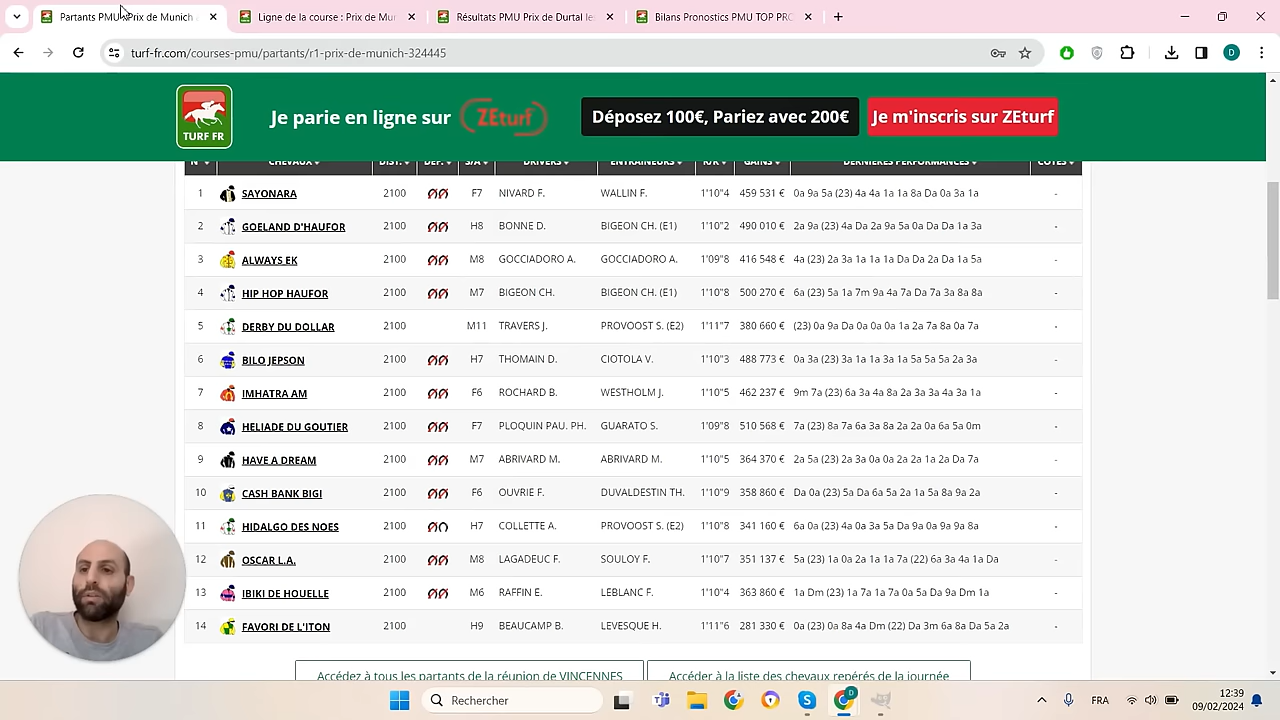 Partants PMU Prix de Munich
Ligne de la course : Prix de Mur
Résultats PMU Prix de Durtal le
Bilans Pronostics PMU TOP PRO
turf-fr.com/courses-pmu/partants/r1-prix-de-munich-324445
D
TURF FR
Je parie en ligne sur ZEturf
Déposez 100€, Pariez avec 200€
Je m'inscris sur ZEturf
N° CHEVAUX DIST. DEF. S/A DRIVERS ENTRAINEURS R/K GAINS DERNIÈRES PERFORMANCES COTES
1 SAYONARA 2100 F7 NIVARD F. WALLIN F. 1'10"4 459 531 € 0a 9a 5a (23) 4a 4a 1a 1a 8a Da 0a 3a 1a -
2 GOELAND D'HAUFOR 2100 H8 BONNE D. BIGEON CH. (E1) 1'10"2 490 010 € 2a 9a (23) 4a Da 2a 9a 5a 0a Da Da 1a 3a -
3 ALWAYS EK 2100 M8 GOCCIADORO A. GOCCIADORO A. 1'09"8 416 548 € 4a (23) 2a 3a 1a 1a 1a Da Da 2a Da 1a 5a -
4 HIP HOP HAUFOR 2100 M7 BIGEON CH. BIGEON CH. (E1) 1'10"8 500 270 € 6a (23) 5a 1a 7m 9a 4a 7a Da 7a 3a 8a 8a -
5 DERBY DU DOLLAR 2100 M11 TRAVERS J. PROVOOST S. (E2) 1'11"7 380 660 € (23) 0a 9a Da 0a 0a 0a 1a 2a 0a 8a 0a 7a -
6 BILO JEPSON 2100 H7 THOMAIN D. CIOTOLA V. 1'10"3 488 773 € 0a 3a (23) 3a 1a 1a 3a 1a 5a 5a 5a 2a 3a -
7 IMHATRA AM 2100 F6 ROCHARD B. WESTHOLM J. 1'10"5 462 237 € 9m 7a (23) 6a 3a 4a 8a 2a 3a 0a 4a 3a 1a -
8 HELIADE DU GOUTIER 2100 F7 PLOQUIN PAU. PH. GUARATO S. 1'09"8 510 568 € 7a (23) 8a 7a 6a 3a 8a 2a 2a 0a 6a 5a 0m -
9 HAVE A DREAM 2100 M7 ABRIVARD M. ABRIVARD M. 1'10"5 364 370 € 2a 5a (23) 2a 3a 0a 0a 2a 2a 1a 2a Da 7a -
10 CASH BANK BIGI 2100 F6 OUVRIE F. DUVALDESTIN TH. 1'10"9 358 860 € Da 0a (23) 5a Da 6a 5a 2a 1a 5a 8a 9a 2a -
11 HIDALGO DES NOES 2100 H7 COLLETTE A. PROVOOST S. (E2) 1'10"8 341 160 € 6a 0a (23) 4a 0a 3a 5a Da 9a 0a 9a 9a 8a -
12 OSCAR L.A. 2100 M8 LAGADEUC F. SOULOY F. 1'10"7 351 137 € 5a (23) 1a 0a 2a 1a 1a 7a (22) 6a 3a 4a 1a Da -
13 IBIKI DE HOUELLE 2100 M6 RAFFIN E. LEBLANC F. 1'10"4 363 860 € 1a Dm (23) 1a 7a 1a 7a 0a 5a Da 9a Dm 1a -
14 FAVORI DE L'ITON 2100 H9 BEAUCAMP B. LEVESQUE H. 1'11"6 281 330 € 0a (23) 0a 8a 4a Dm (22) Da 3m 6a 8a Da 5a 2a -
Accédez à tous les partants de la réunion de VINCENNES
Accéder à la liste des chevaux repérés de la journée
Rechercher
FRA
12:39
09/02/2024